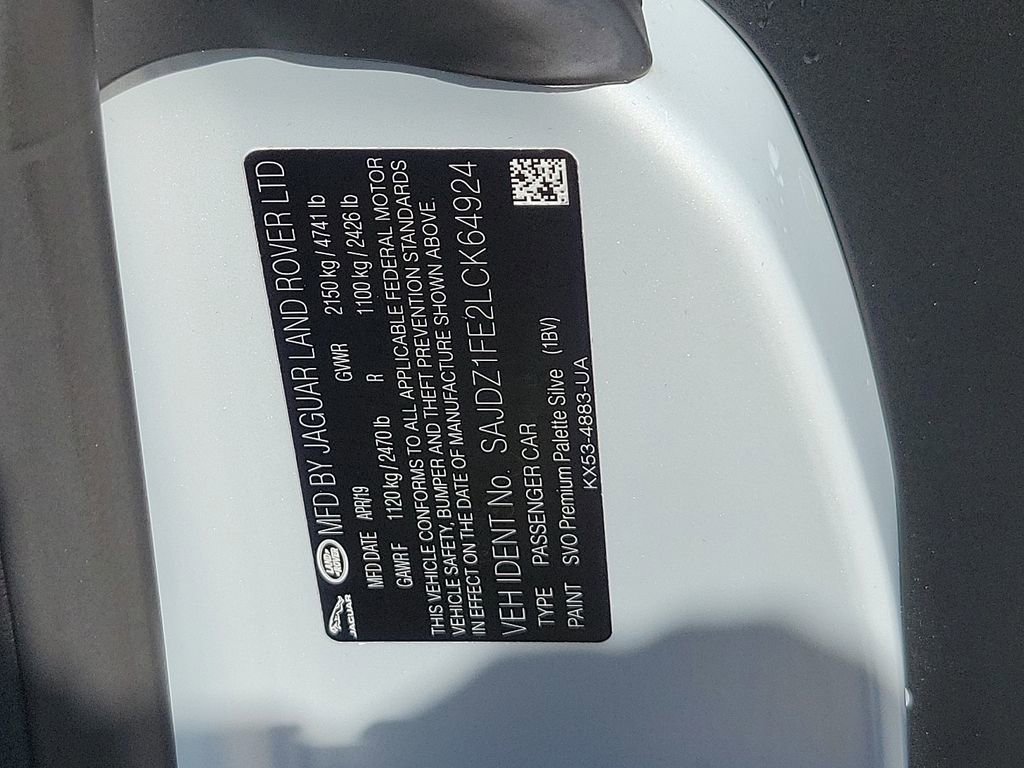 JAGUAR
LAND ROVER
MFD BY JAGUAR LAND ROVER LTD
MFD DATE APR/19 GVWR 2150 kg / 4741 lb
GAWR F 1120 kg / 2470 lb R 1100 kg / 2426 lb
THIS VEHICLE CONFORMS TO ALL APPLICABLE FEDERAL MOTOR
VEHICLE SAFETY, BUMPER AND THEFT PREVENTION STANDARDS
IN EFFECT ON THE DATE OF MANUFACTURE SHOWN ABOVE.
VEH IDENT No. SAJDZ1FE2LCK64924
TYPE PASSENGER CAR
PAINT SVO Premium Palette Silve (1BV)
KX53-4883-UA